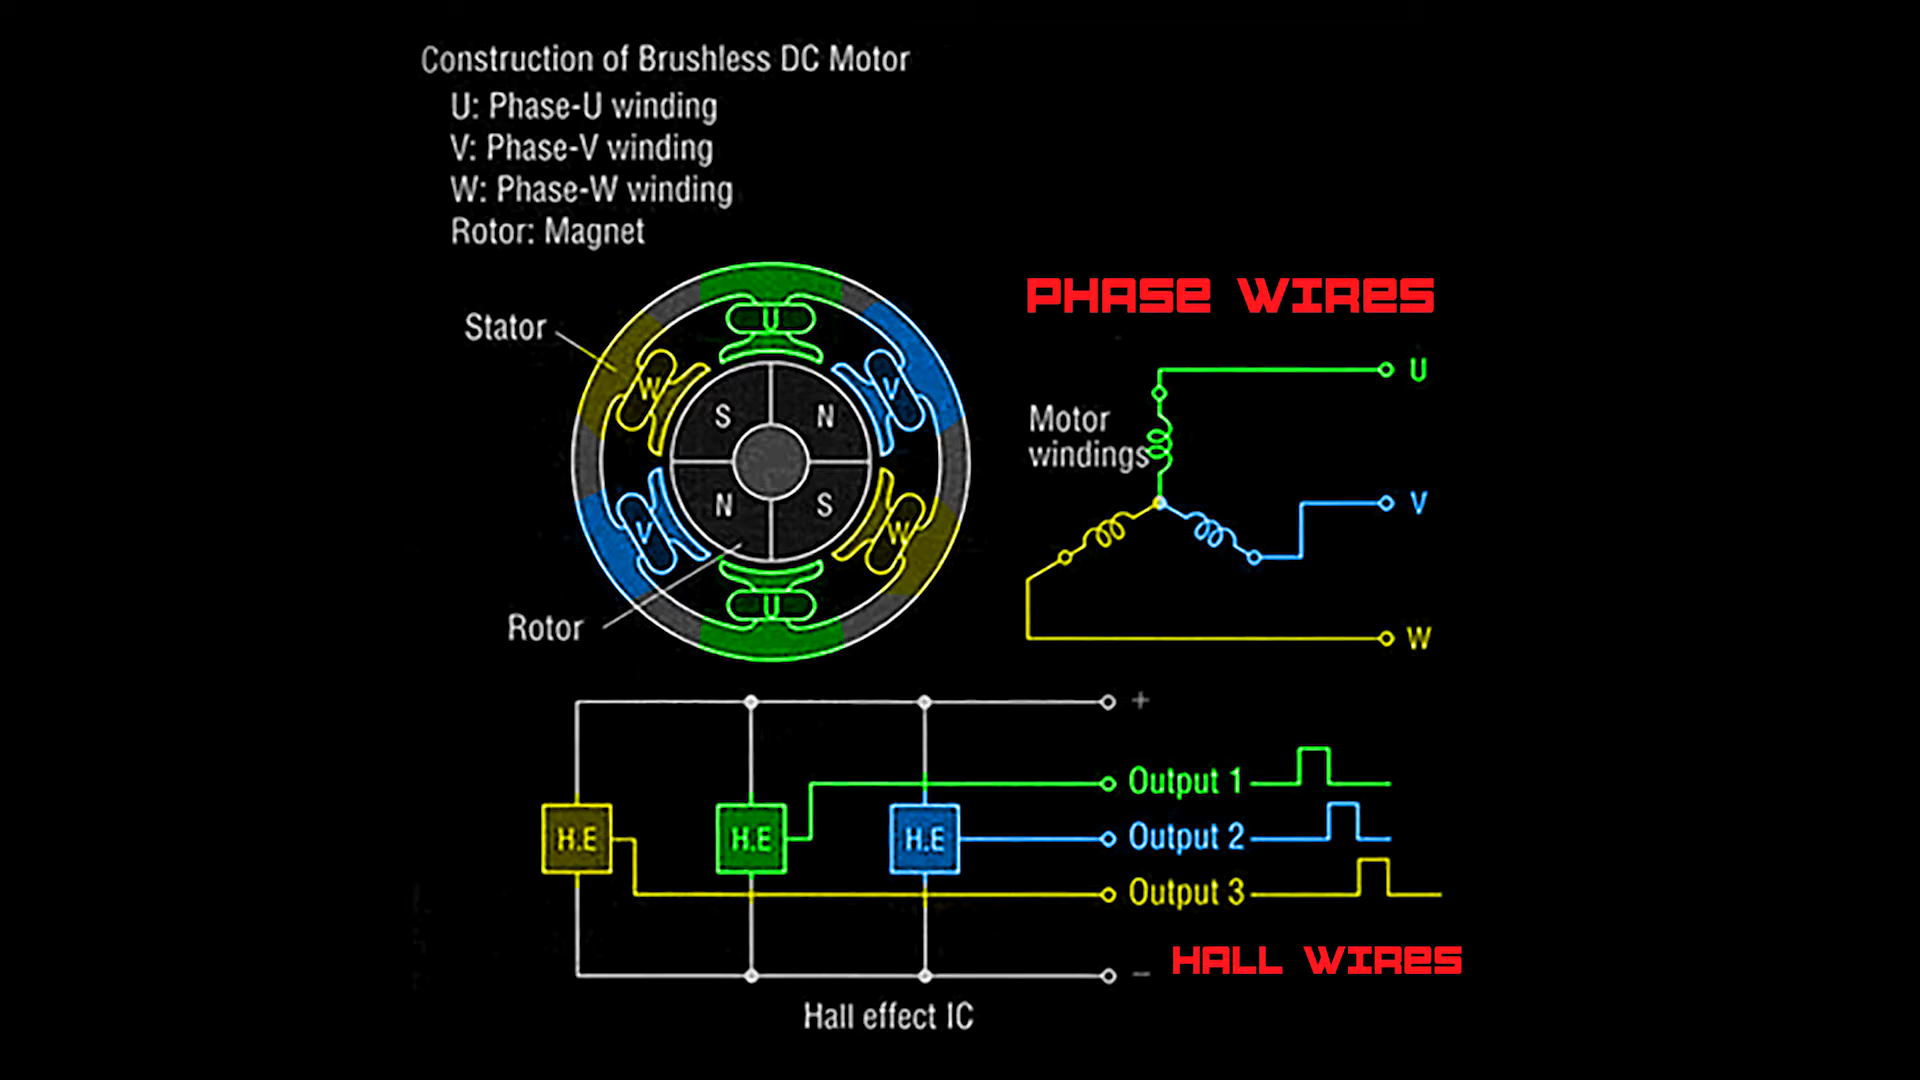 Construction of Brushless DC Motor
U: Phase-U winding
V: Phase-V winding
W: Phase-W winding
Rotor: Magnet
Stator
U
W
V
S
N
N
S
V
W
U
Rotor
PHASE WIRES
U
Motor
windings
V
W
+
Output 1
H.E
H.E
H.E
Output 2
Output 3
−
HALL WIRES
Hall effect IC